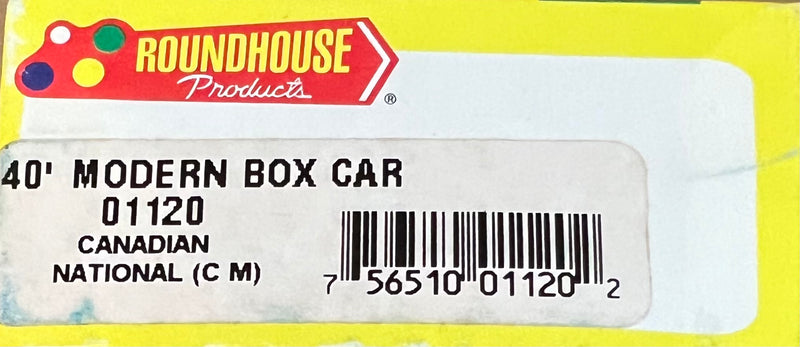 ROUNDHOUSE
Products
®
40' MODERN BOX CAR
01120
CANADIAN
NATIONAL (C M)
7 56510 01120 2